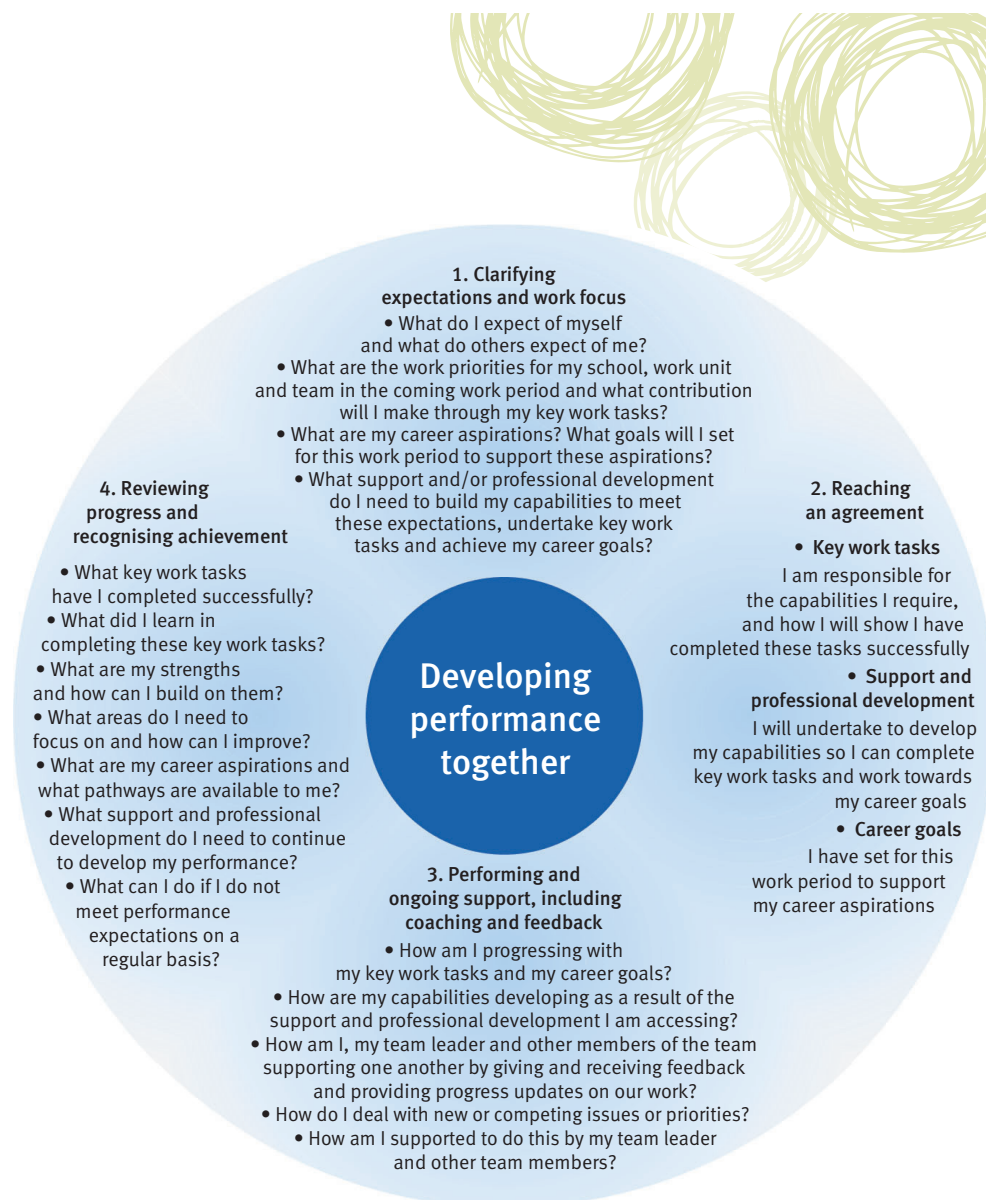 1. Clarifying
expectations and work focus
• What do I expect of myself
and what do others expect of me?
• What are the work priorities for my school, work unit
and team in the coming work period and what contribution
will I make through my key work tasks?
• What are my career aspirations? What goals will I set
for this work period to support these aspirations?
• What support and/or professional development
do I need to build my capabilities to meet
these expectations, undertake key work
tasks and achieve my career goals?
2. Reaching
an agreement
• Key work tasks
I am responsible for
the capabilities I require,
and how I will show I have
completed these tasks successfully
• Support and
professional development
I will undertake to develop
my capabilities so I can complete
key work tasks and work towards
my career goals
• Career goals
I have set for this
work period to support
my career aspirations
3. Performing and
ongoing support, including
coaching and feedback
• How am I progressing with
my key work tasks and my career goals?
• How are my capabilities developing as a result of the
support and professional development I am accessing?
• How am I, my team leader and other members of the team
supporting one another by giving and receiving feedback
and providing progress updates on our work?
• How do I deal with new or competing issues or priorities?
• How am I supported to do this by my team leader
and other team members?
4. Reviewing
progress and
recognising achievement
• What key work tasks
have I completed successfully?
• What did I learn in
completing these key work tasks?
• What are my strengths
and how can I build on them?
• What areas do I need to
focus on and how can I improve?
• What are my career aspirations and
what pathways are available to me?
• What support and professional
development do I need to continue
to develop my performance?
• What can I do if I do not
meet performance
expectations on a
regular basis?
Developing
performance
together